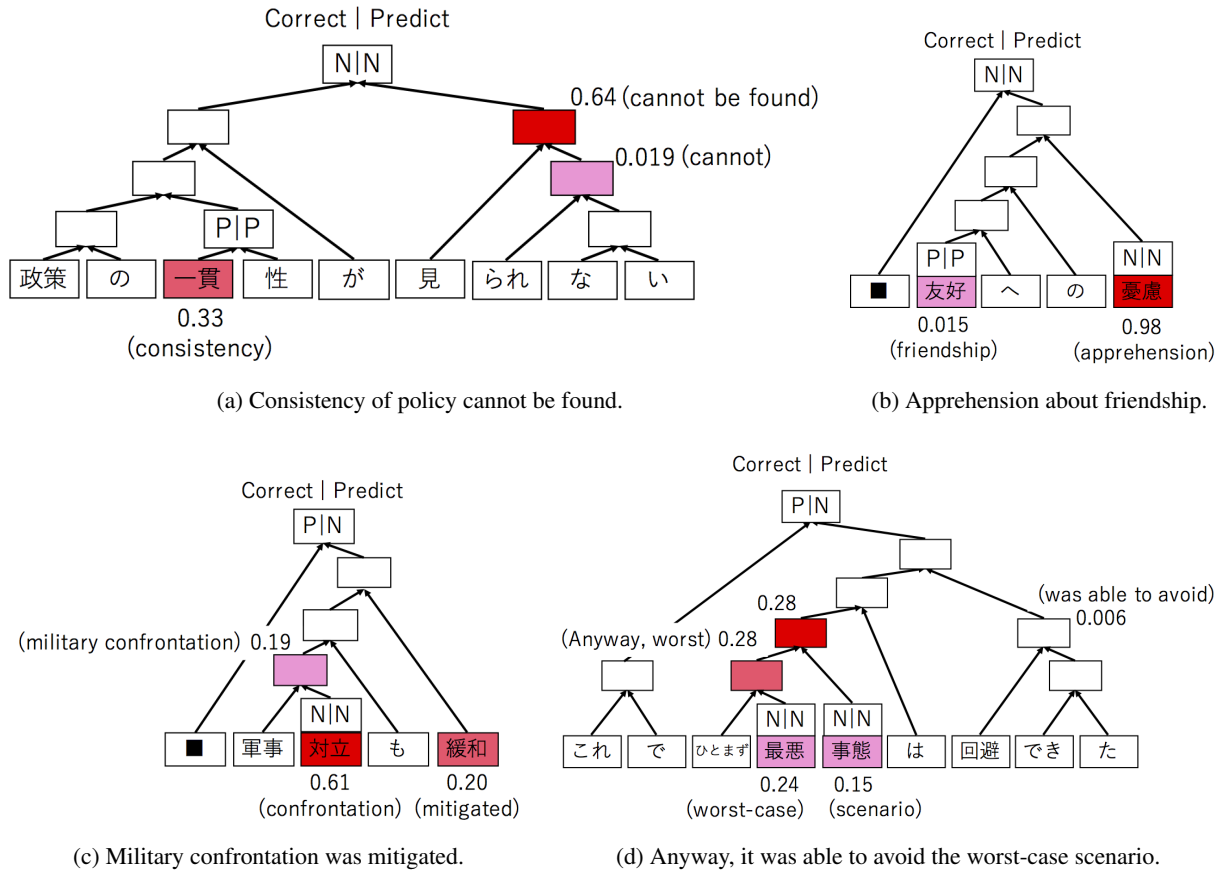 Correct | Predict
N|N
0.64 (cannot be found)
0.019 (cannot)
P|P
政策 の 一貫 性 が 見 られ な い
0.33
(consistency)
(a) Consistency of policy cannot be found.
Correct | Predict
N|N
P|P N|N
■ 友好 へ の 憂慮
0.015 0.98
(friendship) (apprehension)
(b) Apprehension about friendship.
Correct | Predict
P|N
(military confrontation) 0.19
N|N
■ 軍事 対立 も 緩和
0.61 0.20
(confrontation) (mitigated)
(c) Military confrontation was mitigated.
Correct | Predict
P|N
(was able to avoid)
0.006
0.28
(Anyway, worst) 0.28
N|N N|N
これ で ひとまず 最悪 事態 は 回避 でき た
0.24 0.15
(worst-case) (scenario)
(d) Anyway, it was able to avoid the worst-case scenario.